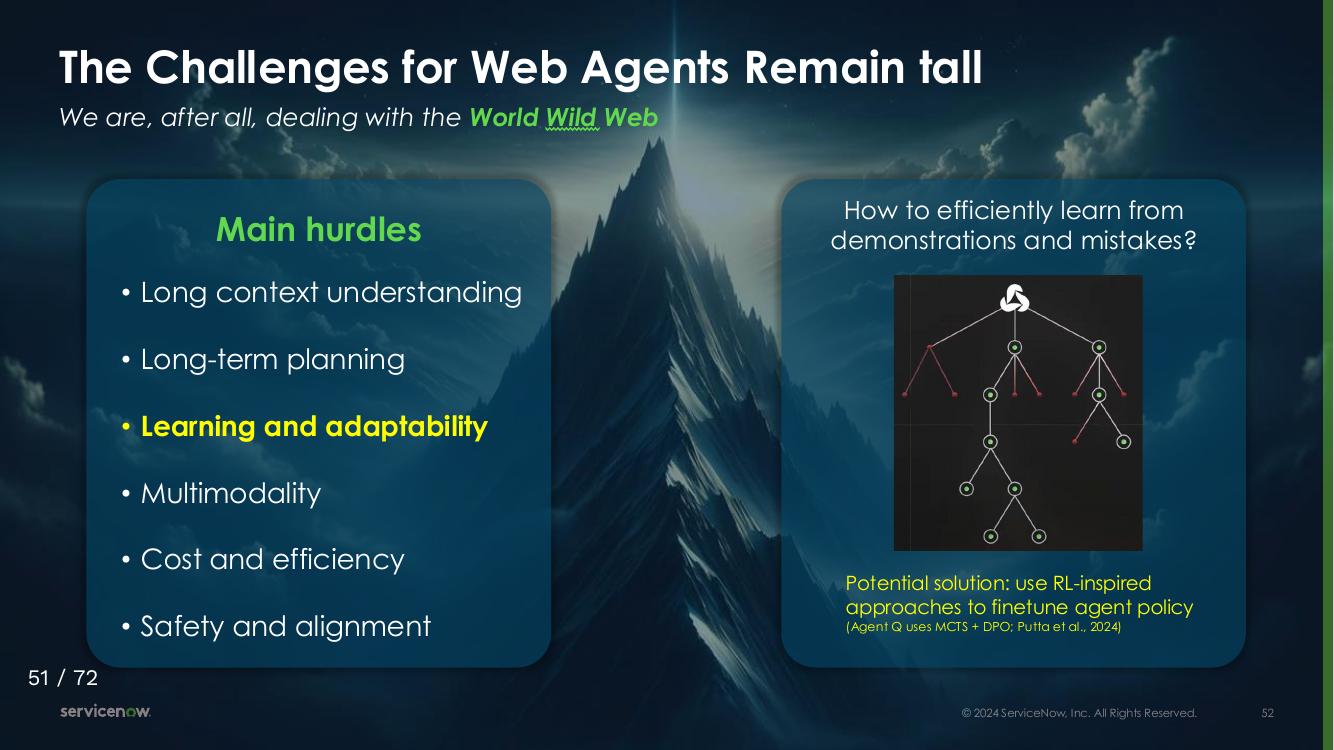 The Challenges for Web Agents Remain tall
We are, after all, dealing with the World Wild Web
Main hurdles
• Long context understanding
• Long-term planning
• Learning and adaptability
• Multimodality
• Cost and efficiency
• Safety and alignment
How to efficiently learn from
demonstrations and mistakes?
Potential solution: use RL-inspired
approaches to finetune agent policy
(Agent Q uses MCTS + DPO; Putta et al., 2024)
51 / 72
servicenow.
© 2024 ServiceNow, Inc. All Rights Reserved.
52